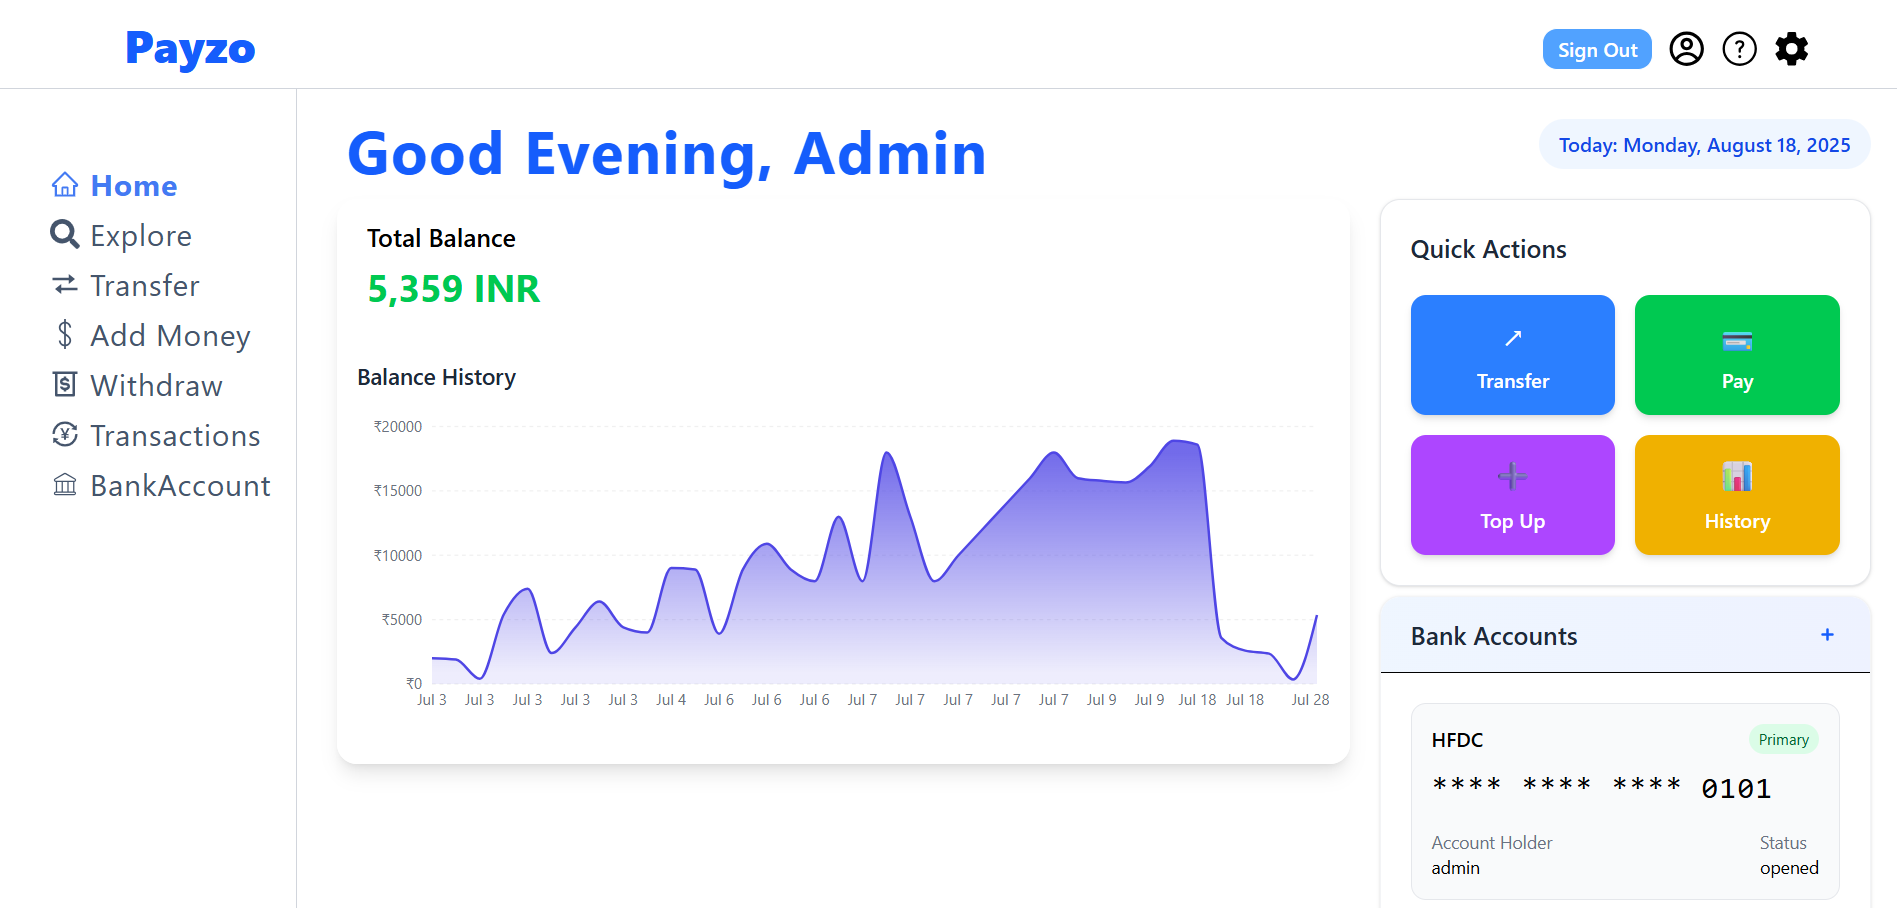 Payzo
Sign Out
Home
Explore
Transfer
Add Money
Withdraw
Transactions
BankAccount
Good Evening, Admin
Today: Monday, August 18, 2025
Total Balance
5,359 INR
Balance History
₹20000
₹15000
₹10000
₹5000
₹0
Jul 3 Jul 3 Jul 3 Jul 3 Jul 3 Jul 4 Jul 6 Jul 6 Jul 6 Jul 7 Jul 7 Jul 7 Jul 7 Jul 7 Jul 9 Jul 9 Jul 18 Jul 18 Jul 28
Quick Actions
Transfer
Pay
Top Up
History
Bank Accounts +
HFDC Primary
**** **** **** 0101
Account Holder Status
admin opened